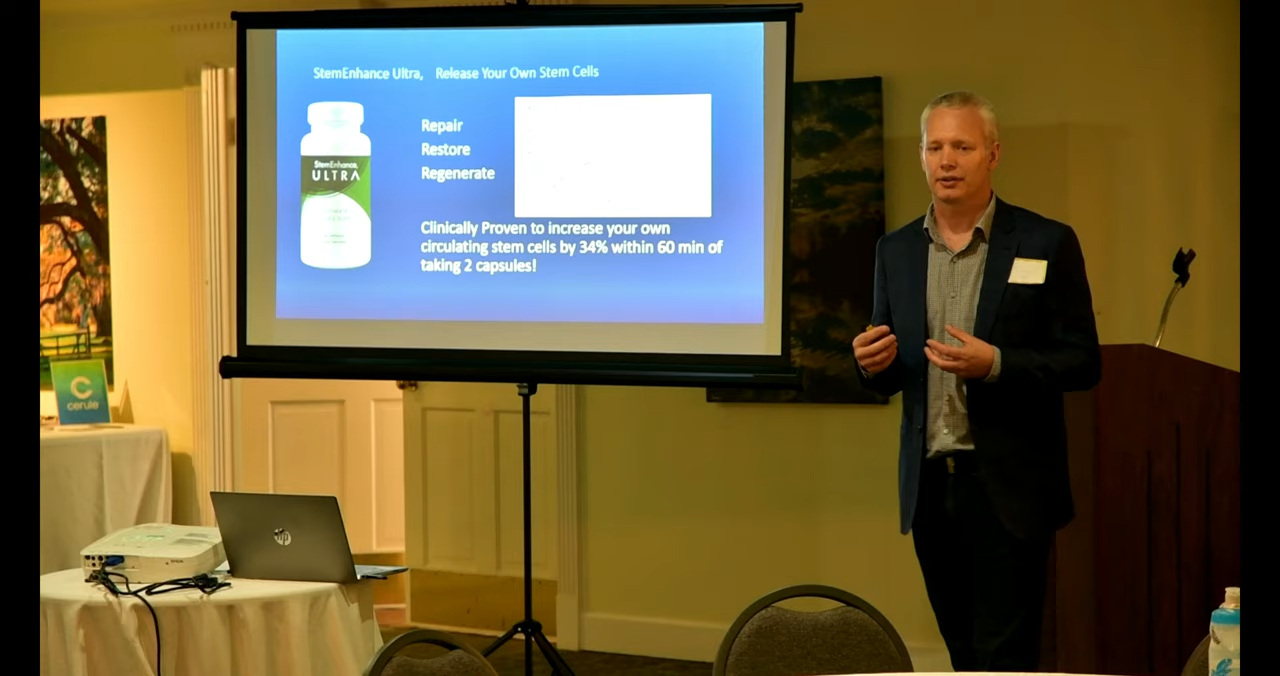 StemEnhance Ultra, Release Your Own Stem Cells
Repair
Restore
Regenerate
StemEnhance
ULTRA
Clinically Proven to increase your own
circulating stem cells by 34% within 60 min of
taking 2 capsules!
C
cerule
hp